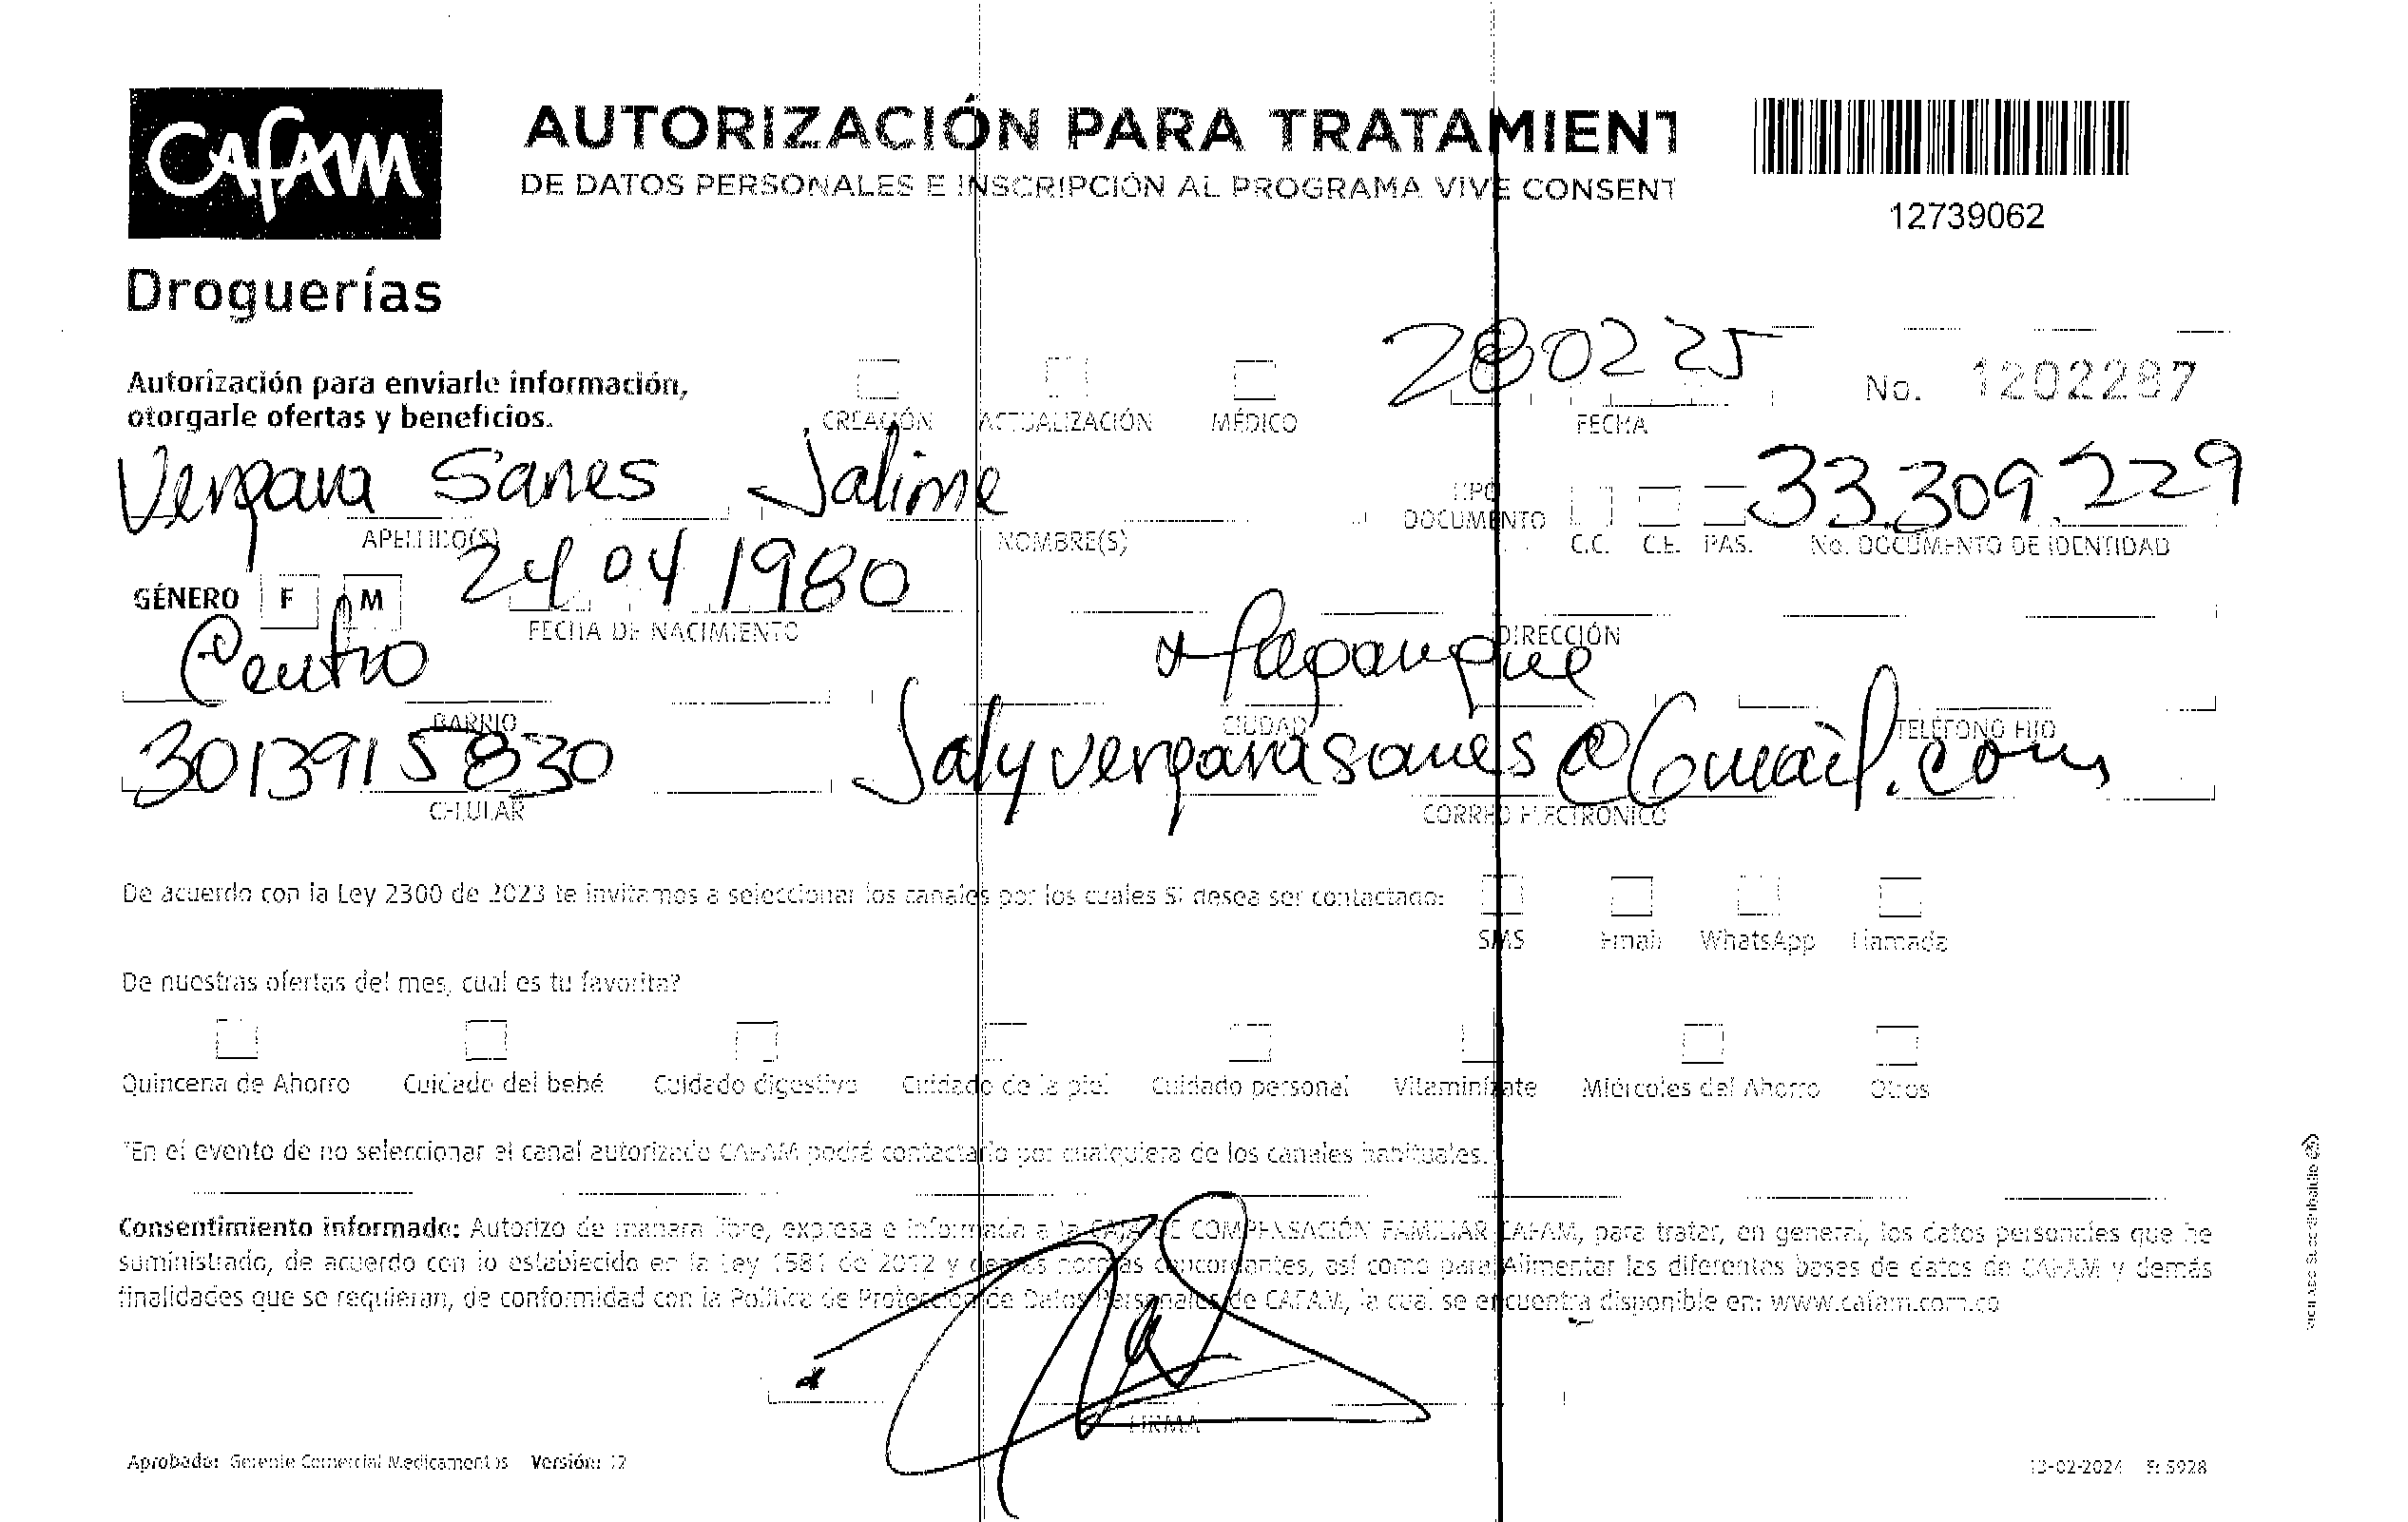 CAFAM
Droguerías
AUTORIZACIÓN PARA TRATAMIENT
DE DATOS PERSONALES E INSCRIPCIÓN AL PROGRAMA VIVE CONSENT
12739062
Autorización para enviarle información,
otorgarle ofertas y beneficios.
CREACIÓN ACTUALIZACIÓN MÉDICO
280225
FECHA
No. 1202287
Vergara Sanes Jalime
APELLIDO(S) NOMBRE(S)
TIPO DOCUMENTO C.C. C.E. PAS.
33.309.229
No. DOCUMENTO DE IDENTIDAD
GÉNERO F M
24 04 1980
FECHA DE NACIMIENTO
DIRECCIÓN
Centro
BARRIO
Magangue
CIUDAD
TELÉFONO FIJO
3013915830
CELULAR
Jalyvergarasanes@Gmail.com
CORREO ELECTRÓNICO
De acuerdo con la Ley 2300 de 2023 te invitamos a seleccionar los canales por los cuales SI desea ser contactado:
SMS Email WhatsApp Llamada
De nuestras ofertas del mes, cual es tu favorita?
Quincena de Ahorro Cuidado del bebé Cuidado digestivo Cuidado de la piel Cuidado personal Vitaminízate Miércoles del Ahorro Otros
*En el evento de no seleccionar el canal autorizado CAFAM podrá contactarlo por cualquiera de los canales habituales.
Consentimiento informado: Autorizo de manera libre, expresa e informada a la CAJA DE COMPENSACIÓN FAMILIAR CAFAM, para tratar, en general, los datos personales que he
suministrado, de acuerdo con lo establecido en la Ley 1581 de 2012 y demás normas concordantes, así como para Alimentar las diferentes bases de datos de CAFAM y demás
finalidades que se requieran, de conformidad con la Política de Protección de Datos Personales de CAFAM, la cual se encuentra disponible en: www.cafam.com.co
FIRMA
Aprobado: Gerente Comercial Medicamentos Versión: 12
13-02-2024 F: 5928